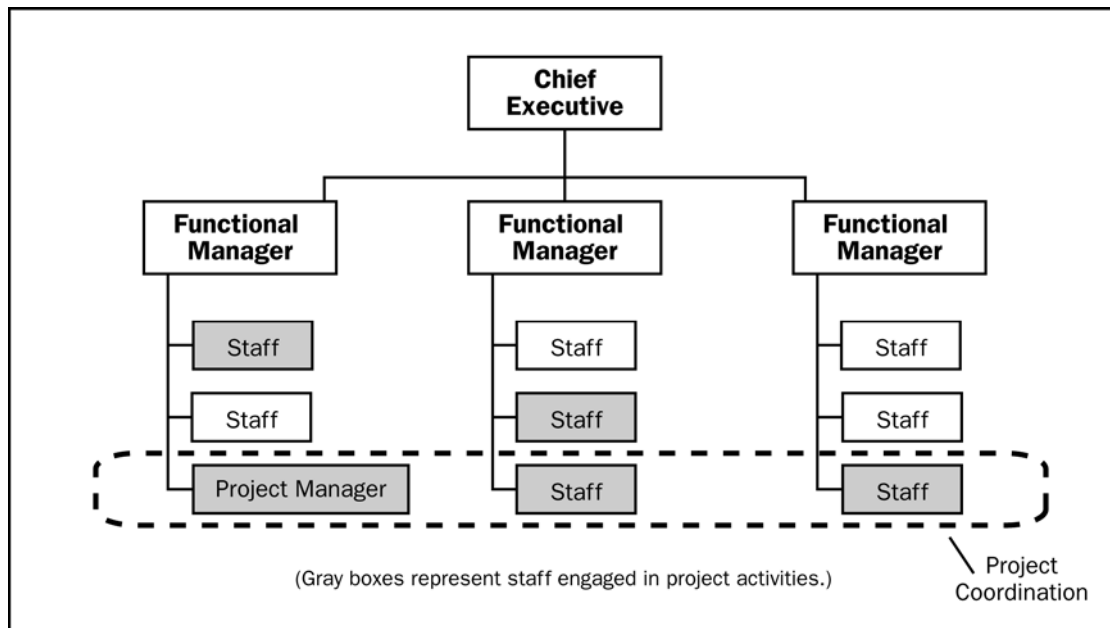 Chief
Executive
Functional
Manager
Functional
Manager
Functional
Manager
Staff
Staff
Staff
Staff
Staff
Staff
Project Manager
Staff
Staff
(Gray boxes represent staff engaged in project activities.)
Project
Coordination